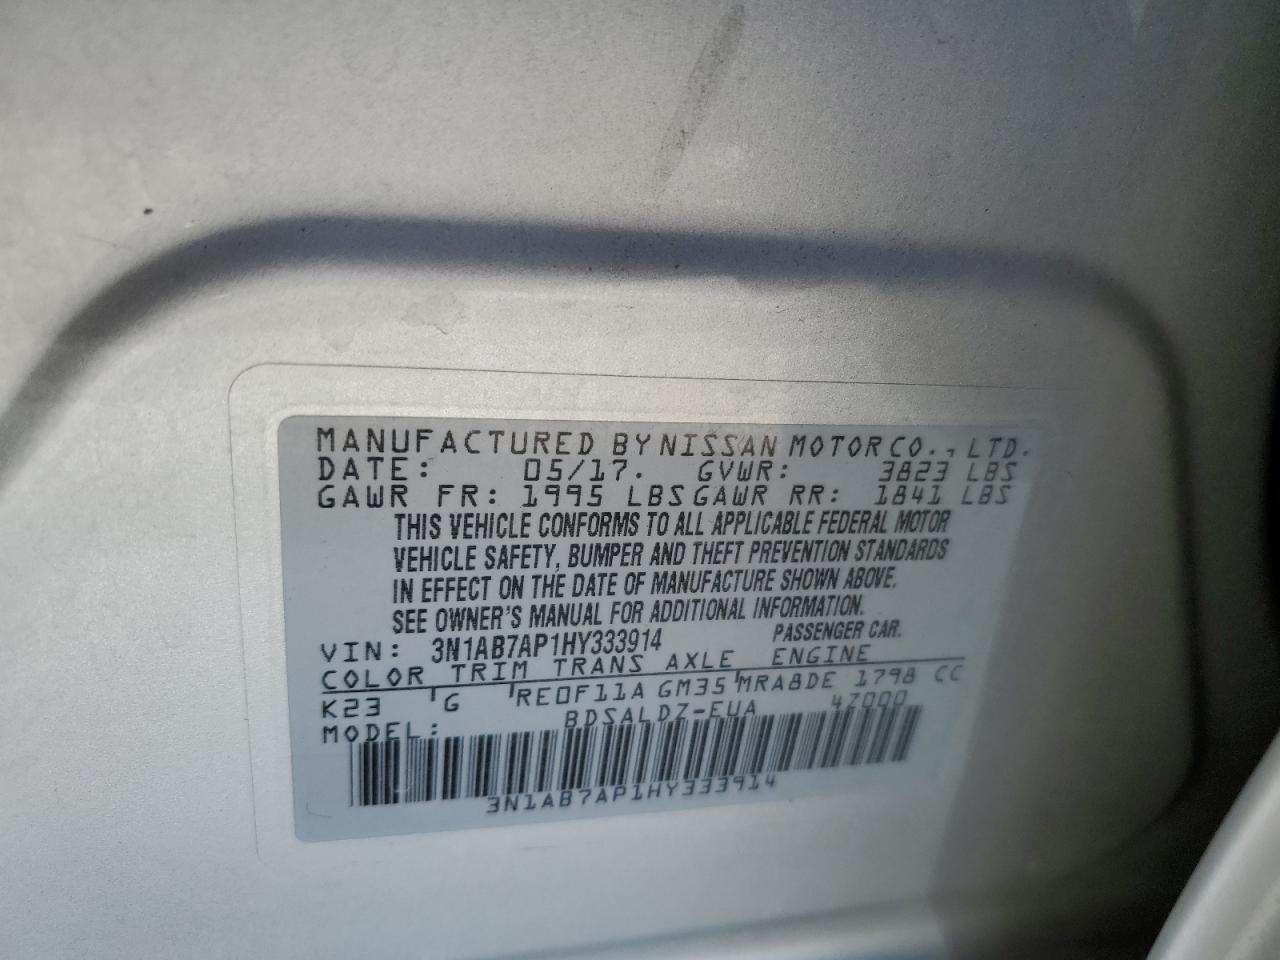 MANUFACTURED BY NISSAN MOTOR CO., LTD.
DATE: 05/17. GVWR: 3823 LBS
GAWR FR: 1995 LBS GAWR RR: 1841 LBS
THIS VEHICLE CONFORMS TO ALL APPLICABLE FEDERAL MOTOR
VEHICLE SAFETY, BUMPER AND THEFT PREVENTION STANDARDS
IN EFFECT ON THE DATE OF MANUFACTURE SHOWN ABOVE.
SEE OWNER'S MANUAL FOR ADDITIONAL INFORMATION.
VIN: 3N1AB7AP1HY333914 PASSENGER CAR.
COLOR TRIM TRANS AXLE ENGINE
K23 G RE0F11A GM35 MRA8DE 1798 CC
MODEL: BDSALDZ-EUA 4Z000
3N1AB7AP1HY333914